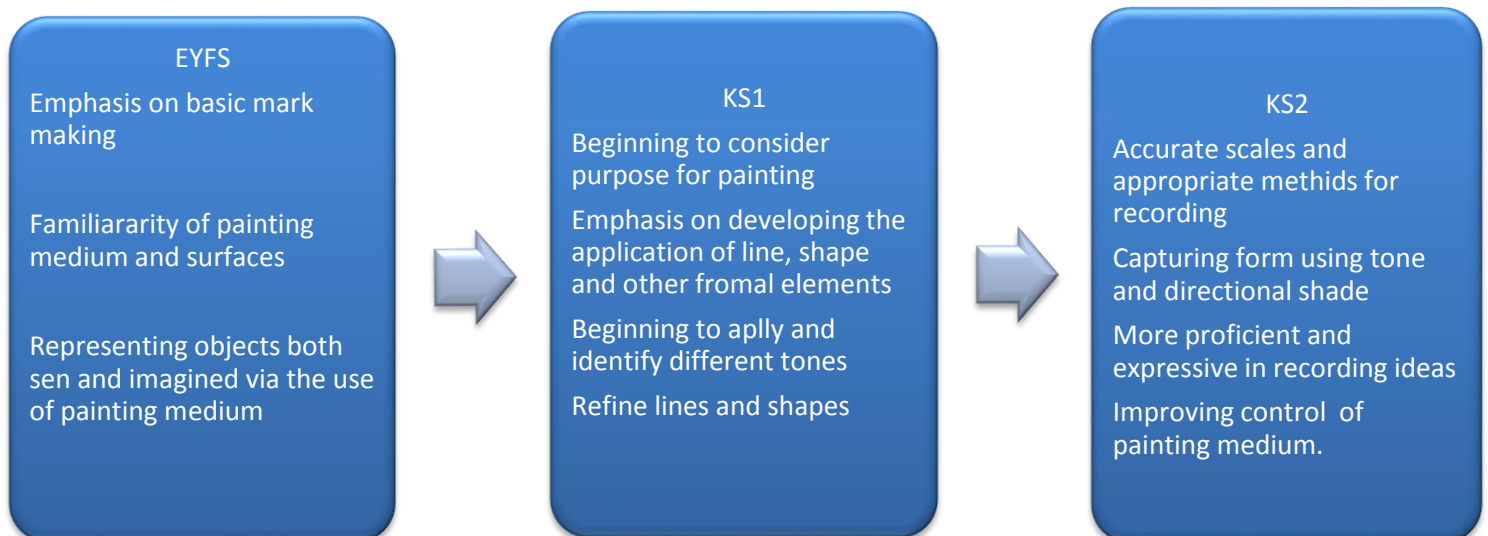 EYFS
Emphasis on basic mark
making
Familiararity of painting
medium and surfaces
Representing objects both
sen and imagined via the use
of painting medium
KS1
Beginning to consider
purpose for painting
Emphasis on developing the
application of line, shape
and other fromal elements
Beginning to aplly and
identify different tones
Refine lines and shapes
KS2
Accurate scales and
appropriate methids for
recording
Capturing form using tone
and directional shade
More proficient and
expressive in recording ideas
Improving control of
painting medium.